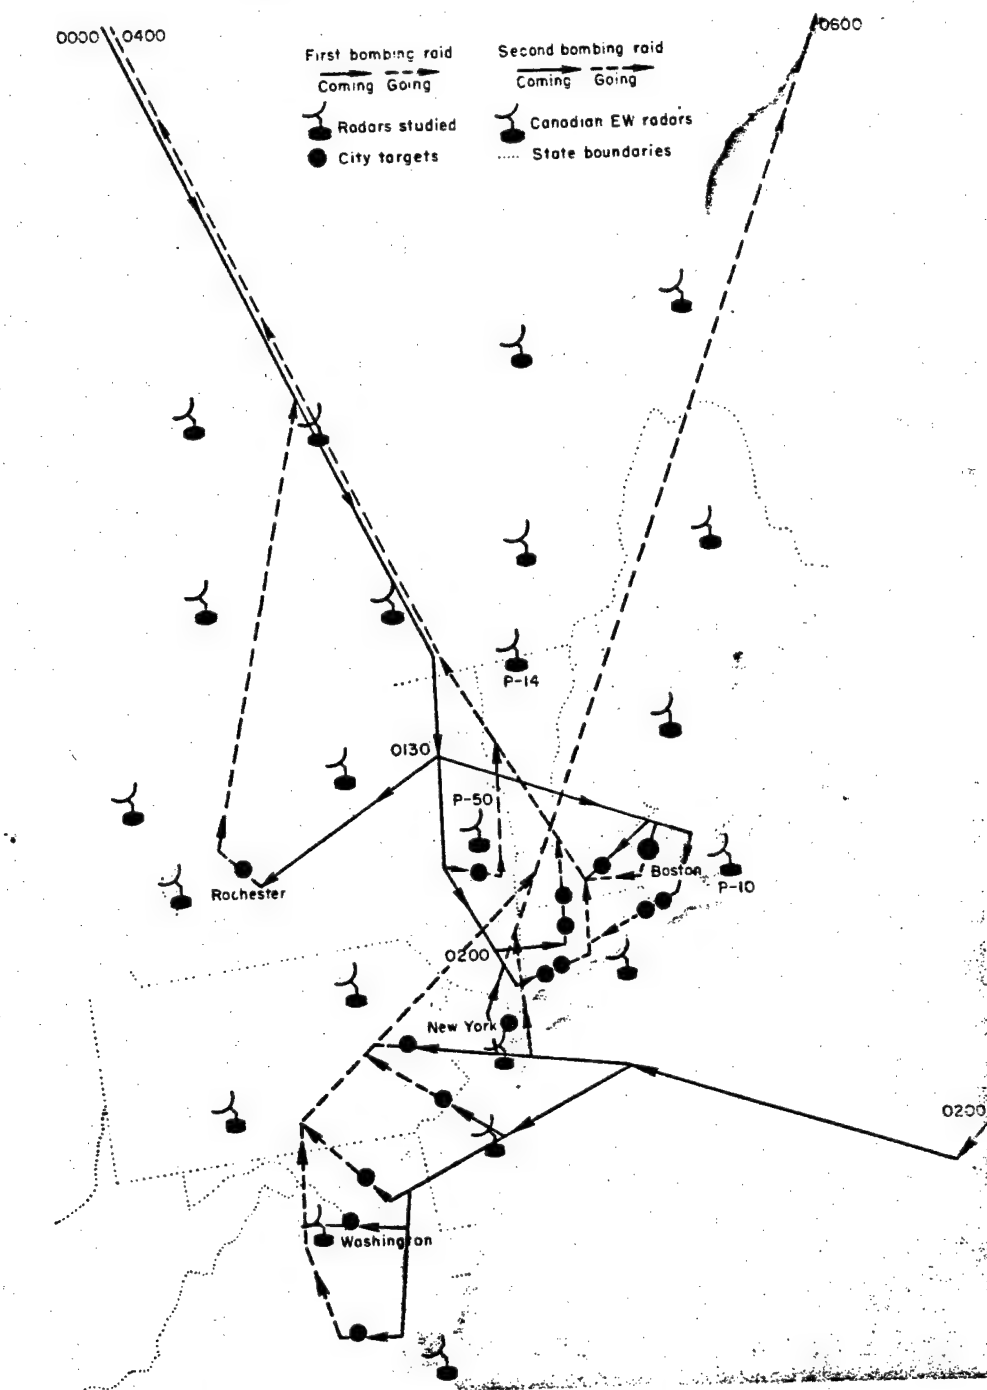 0000 0400
0600
First bombing raid
Coming Going
Second bombing raid
Coming Going
Radars studied
Canadian EW radars
City targets
State boundaries
P-14
0130
P-50
Boston
P-10
Rochester
0200
New York
0200
Washington